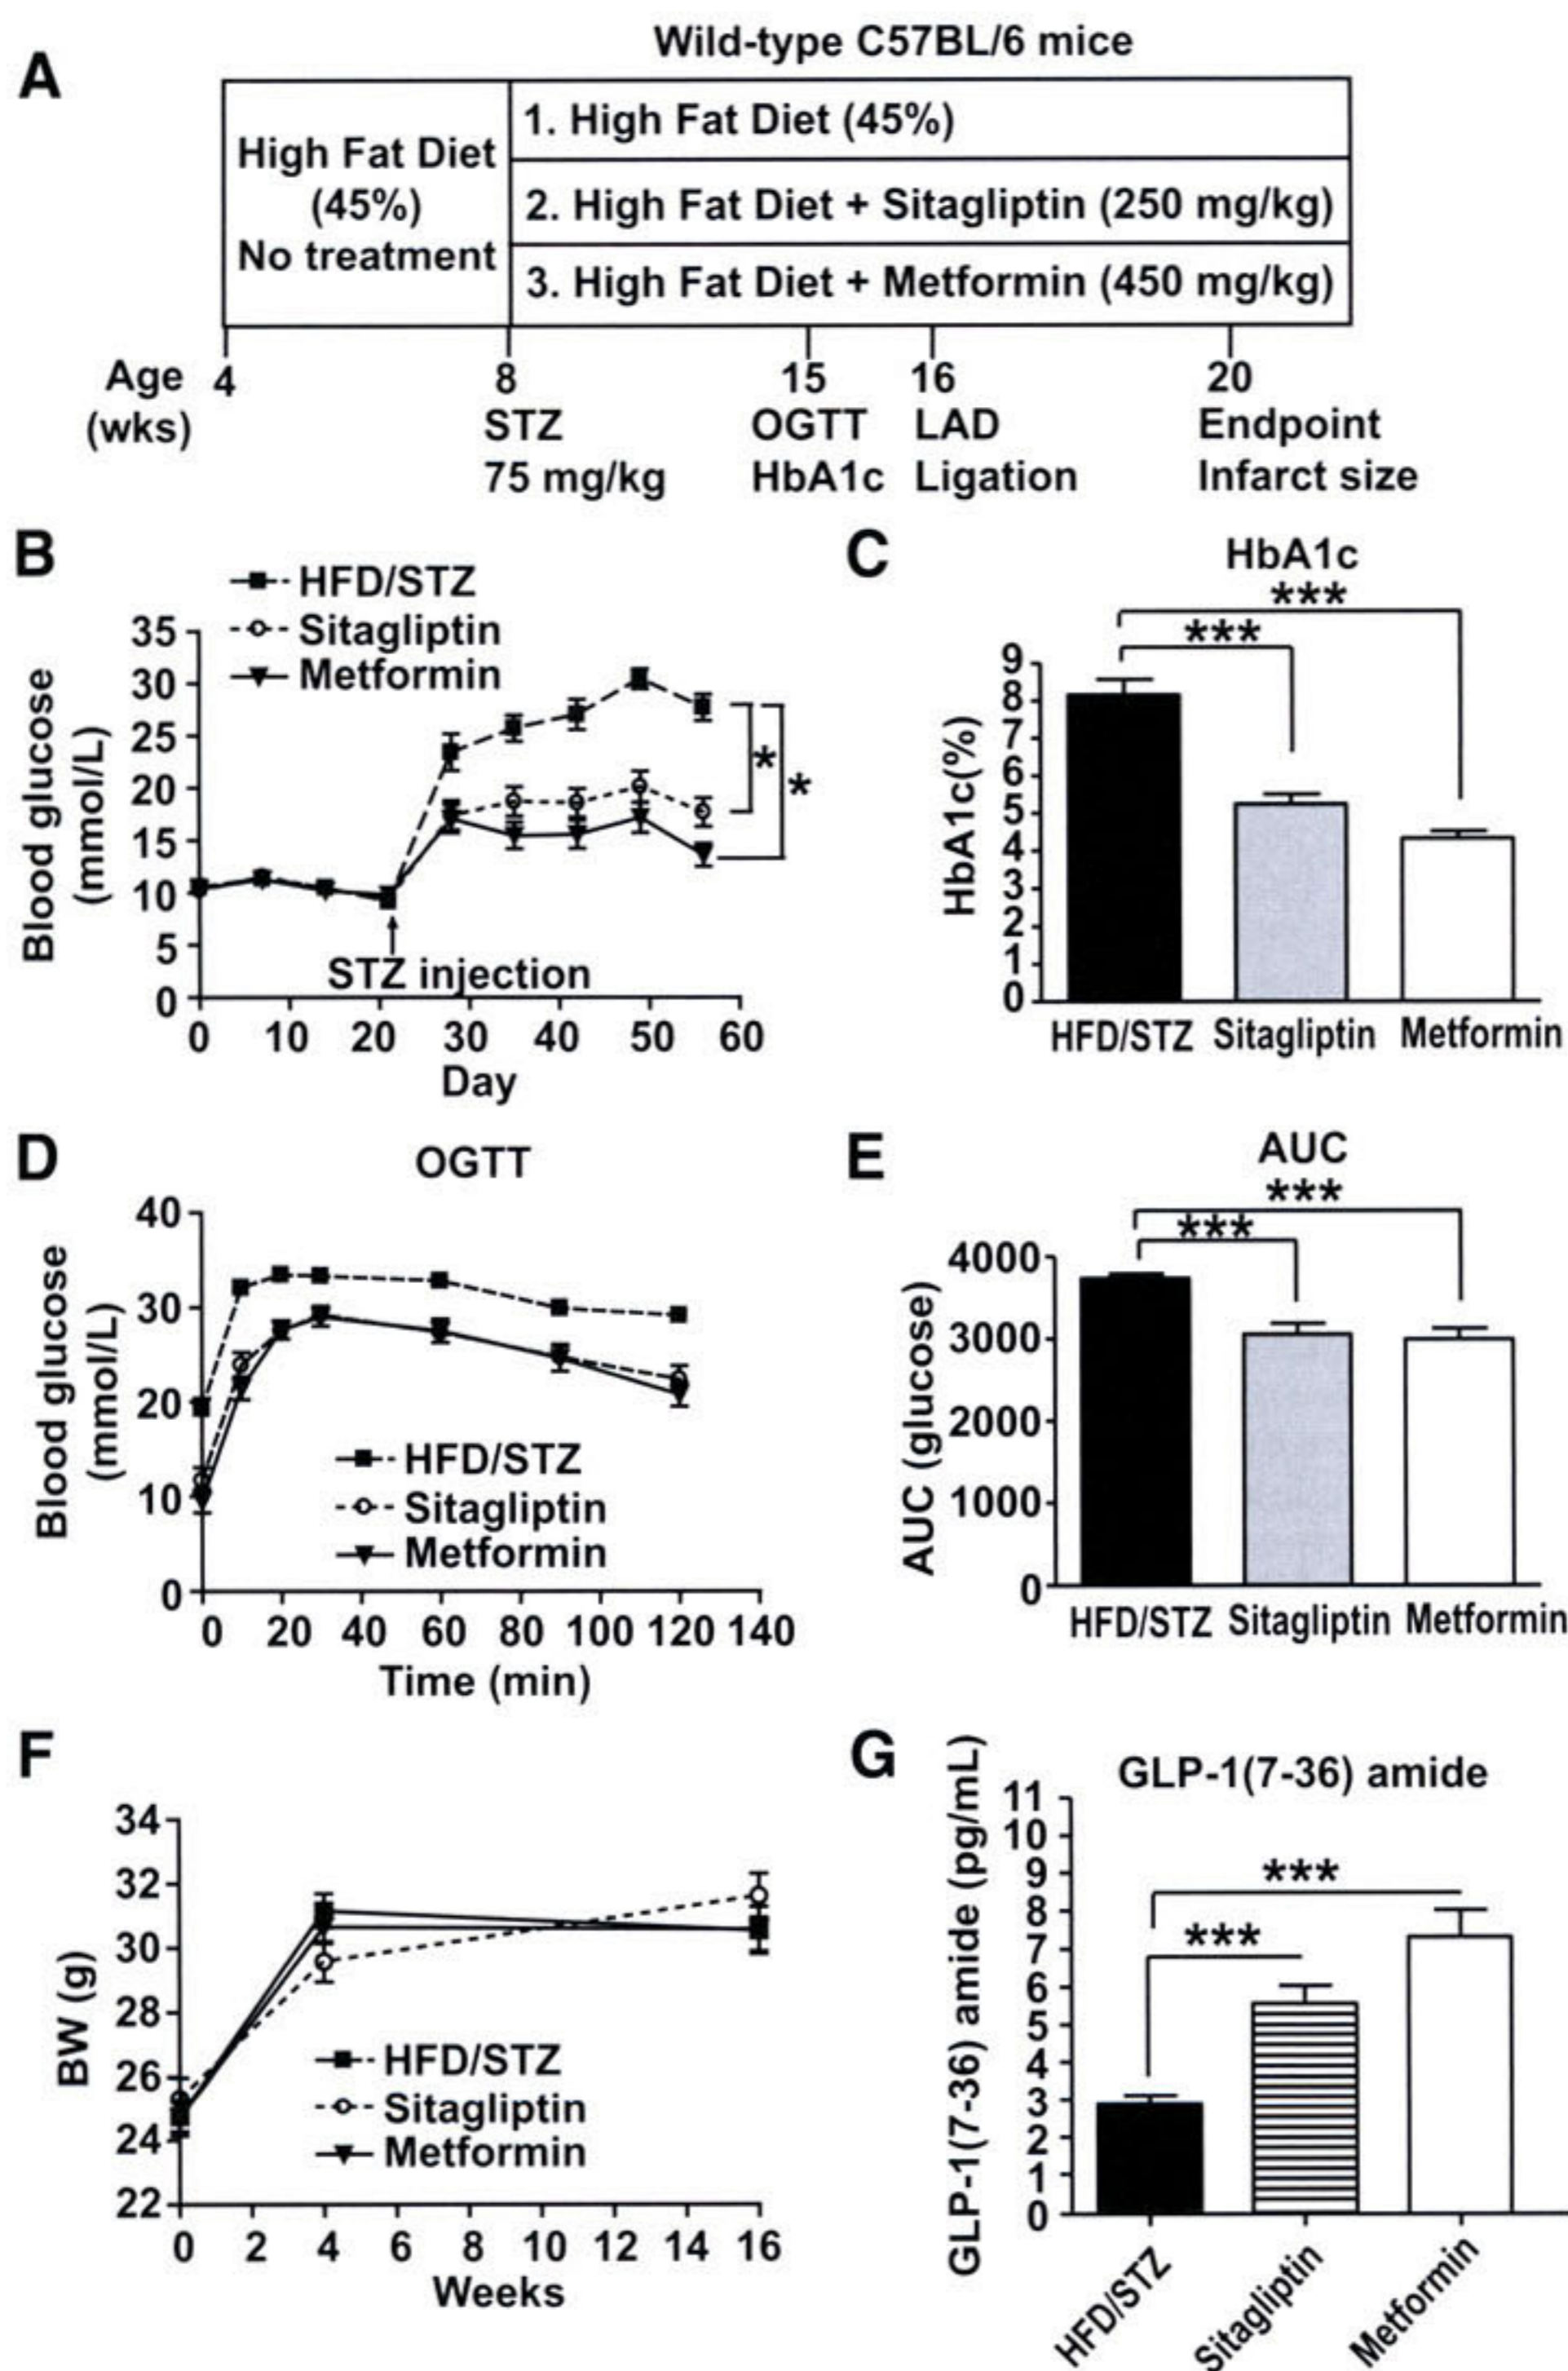 A
Wild-type C57BL/6 mice
High Fat Diet
(45%)
No treatment
1. High Fat Diet (45%)
2. High Fat Diet + Sitagliptin (250 mg/kg)
3. High Fat Diet + Metformin (450 mg/kg)
Age
(wks)
4
8
15
16
20
STZ
75 mg/kg
OGTT
HbA1c
LAD
Ligation
Endpoint
Infarct size
B
HFD/STZ
Sitagliptin
Metformin
Blood glucose
(mmol/L)
35
30
25
20
15
10
5
0
*
*
STZ injection
0 10 20 30 40 50 60
Day
C
HbA1c
***
***
HbA1c(%)
9
8
7
6
5
4
3
2
1
0
HFD/STZ Sitagliptin Metformin
D
OGTT
Blood glucose
(mmol/L)
40
30
20
10
0
HFD/STZ
Sitagliptin
Metformin
0 20 40 60 80 100 120 140
Time (min)
E
AUC
***
***
AUC (glucose)
4000
3000
2000
1000
0
HFD/STZ Sitagliptin Metformin
F
BW (g)
34
32
30
28
26
24
22
HFD/STZ
Sitagliptin
Metformin
0 2 4 6 8 10 12 14 16
Weeks
G
GLP-1(7-36) amide
GLP-1(7-36) amide (pg/mL)
11
10
9
8
7
6
5
4
3
2
1
0
***
***
HFD/STZ
Sitagliptin
Metformin